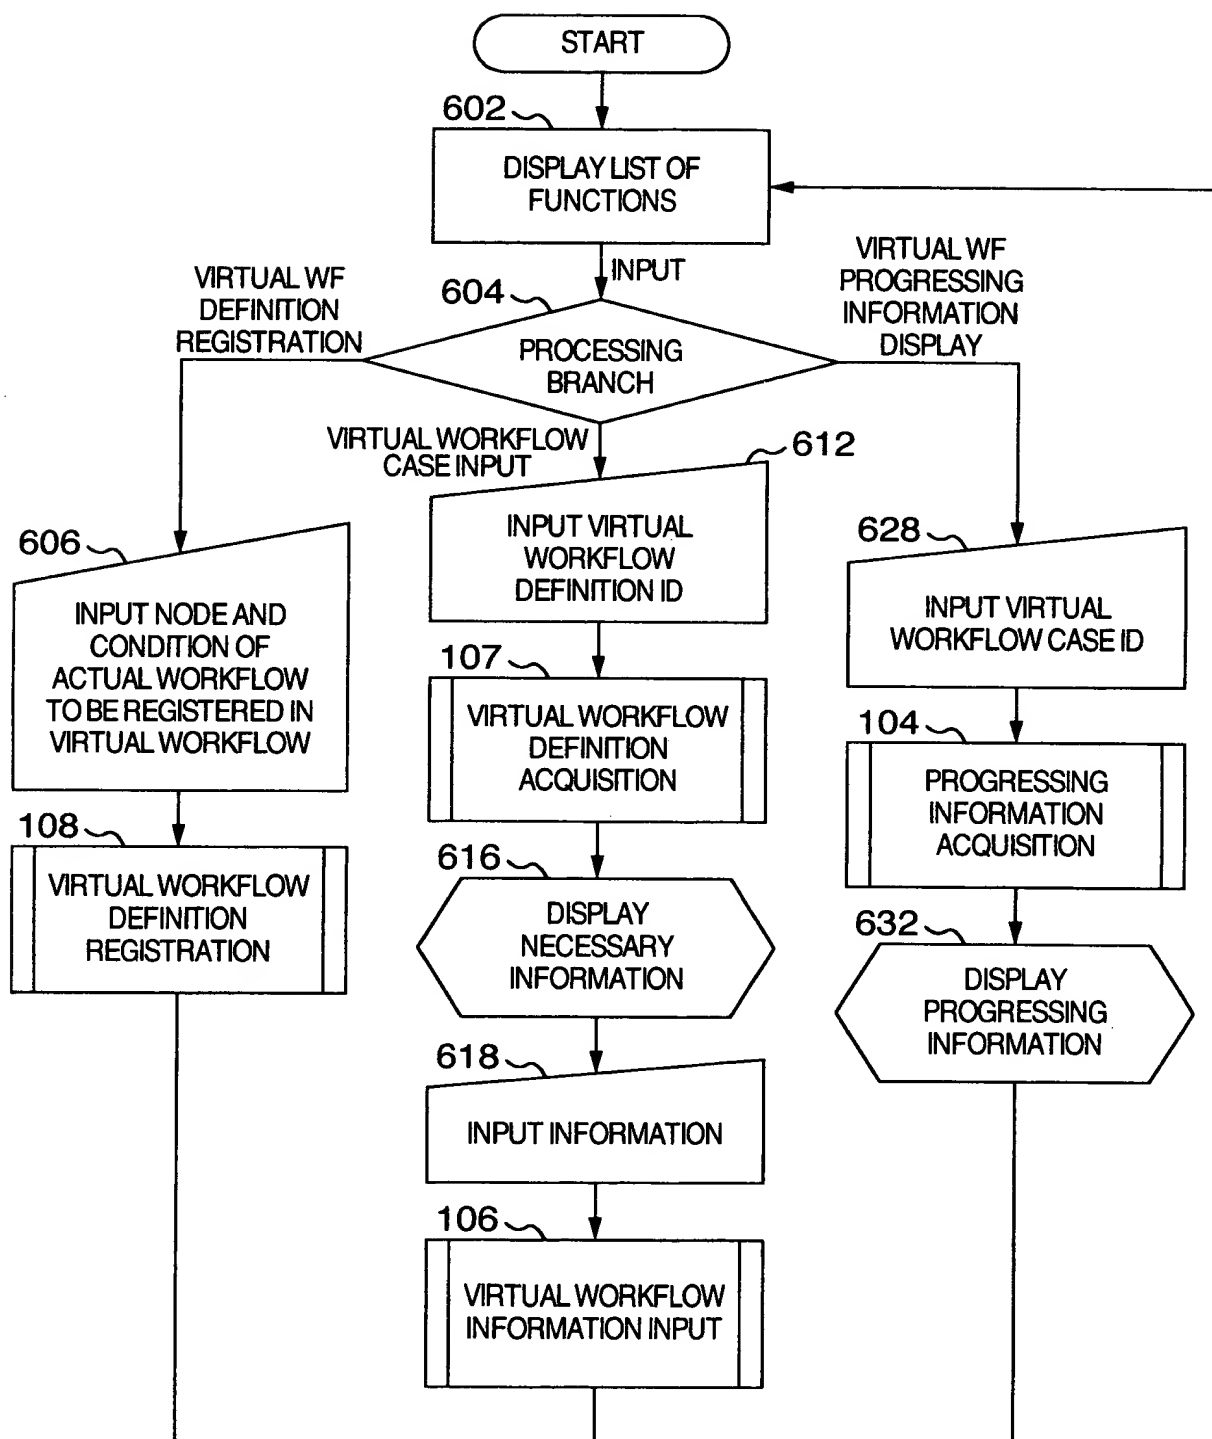 START
602
DISPLAY LIST OF
FUNCTIONS
INPUT
604
PROCESSING
BRANCH
VIRTUAL WF
DEFINITION
REGISTRATION
VIRTUAL WF
PROGRESSING
INFORMATION
DISPLAY
VIRTUAL WORKFLOW
CASE INPUT
606
INPUT NODE AND
CONDITION OF
ACTUAL WORKFLOW
TO BE REGISTERED IN
VIRTUAL WORKFLOW
108
VIRTUAL WORKFLOW
DEFINITION
REGISTRATION
612
INPUT VIRTUAL
WORKFLOW
DEFINITION ID
107
VIRTUAL WORKFLOW
DEFINITION
ACQUISITION
616
DISPLAY
NECESSARY
INFORMATION
618
INPUT INFORMATION
106
VIRTUAL WORKFLOW
INFORMATION INPUT
628
INPUT VIRTUAL
WORKFLOW CASE ID
104
PROGRESSING
INFORMATION
ACQUISITION
632
DISPLAY
PROGRESSING
INFORMATION